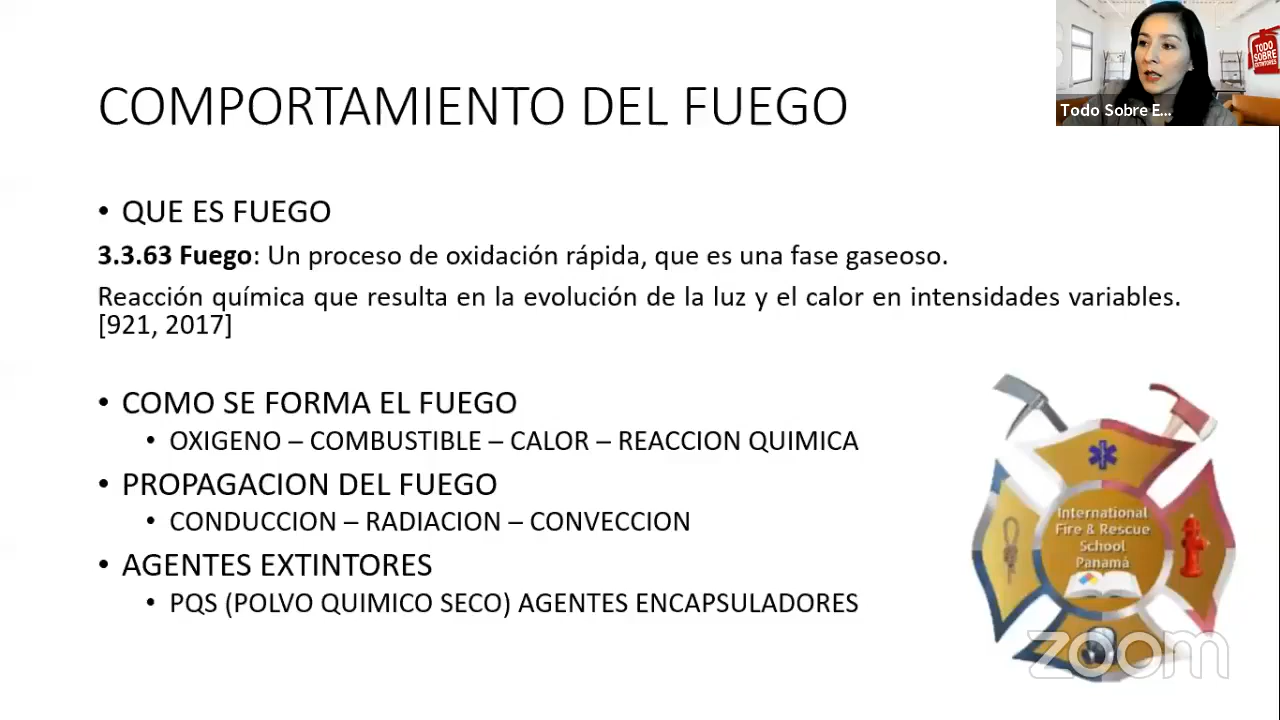 COMPORTAMIENTO DEL FUEGO
TODO
SOBRE
EXTINTORES
Todo Sobre E...
• QUE ES FUEGO
3.3.63 Fuego: Un proceso de oxidación rápida, que es una fase gaseoso.
Reacción química que resulta en la evolución de la luz y el calor en intensidades variables.
[921, 2017]
• COMO SE FORMA EL FUEGO
• OXIGENO – COMBUSTIBLE – CALOR – REACCION QUIMICA
• PROPAGACION DEL FUEGO
• CONDUCCION – RADIACION – CONVECCION
• AGENTES EXTINTORES
• PQS (POLVO QUIMICO SECO) AGENTES ENCAPSULADORES
International
Fire & Rescue
School
Panamá
zoom